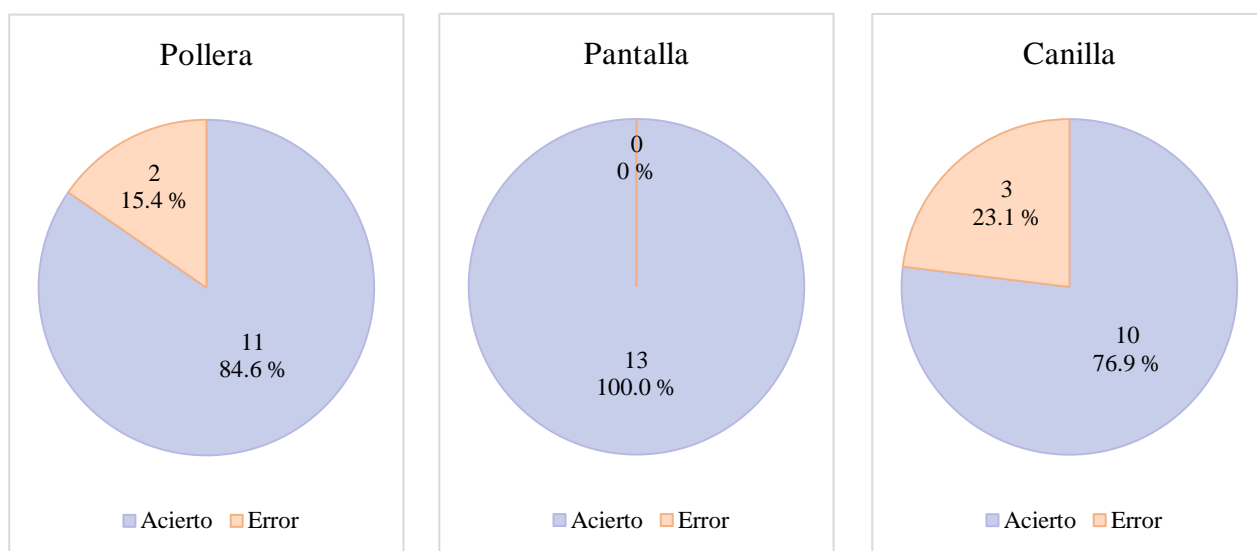 Pollera
2
15.4 %
11
84.6 %
Acierto Error
Pantalla
0
0 %
13
100.0 %
Acierto Error
Canilla
3
23.1 %
10
76.9 %
Acierto Error